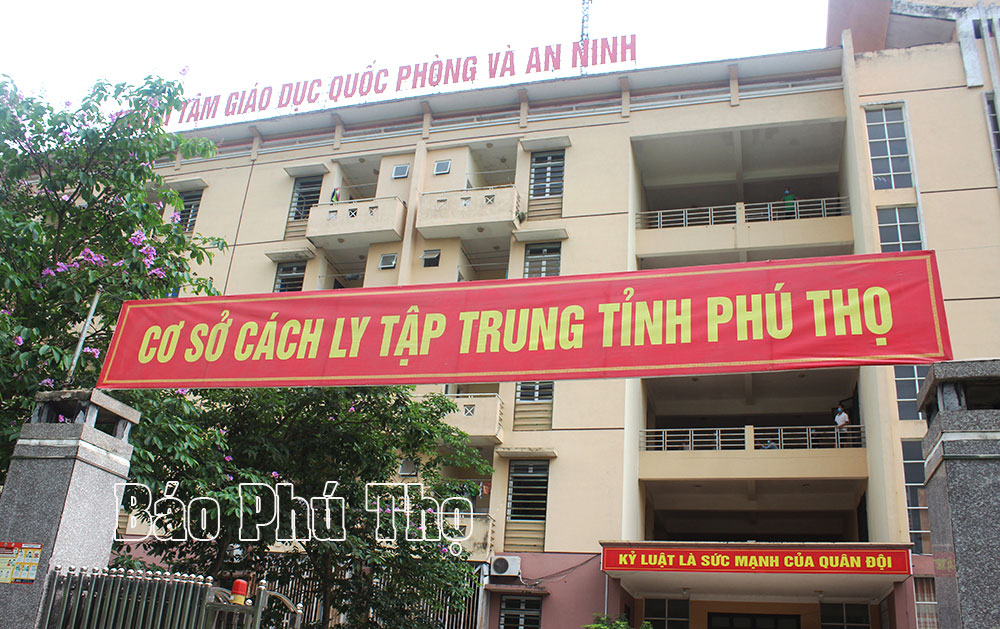 TÂM GIÁO DỤC QUỐC PHÒNG VÀ AN NINH
CƠ SỞ CÁCH LY TẬP TRUNG TỈNH PHÚ THỌ
Báo Phú Thọ
KỶ LUẬT LÀ SỨC MẠNH CỦA QUÂN ĐỘI